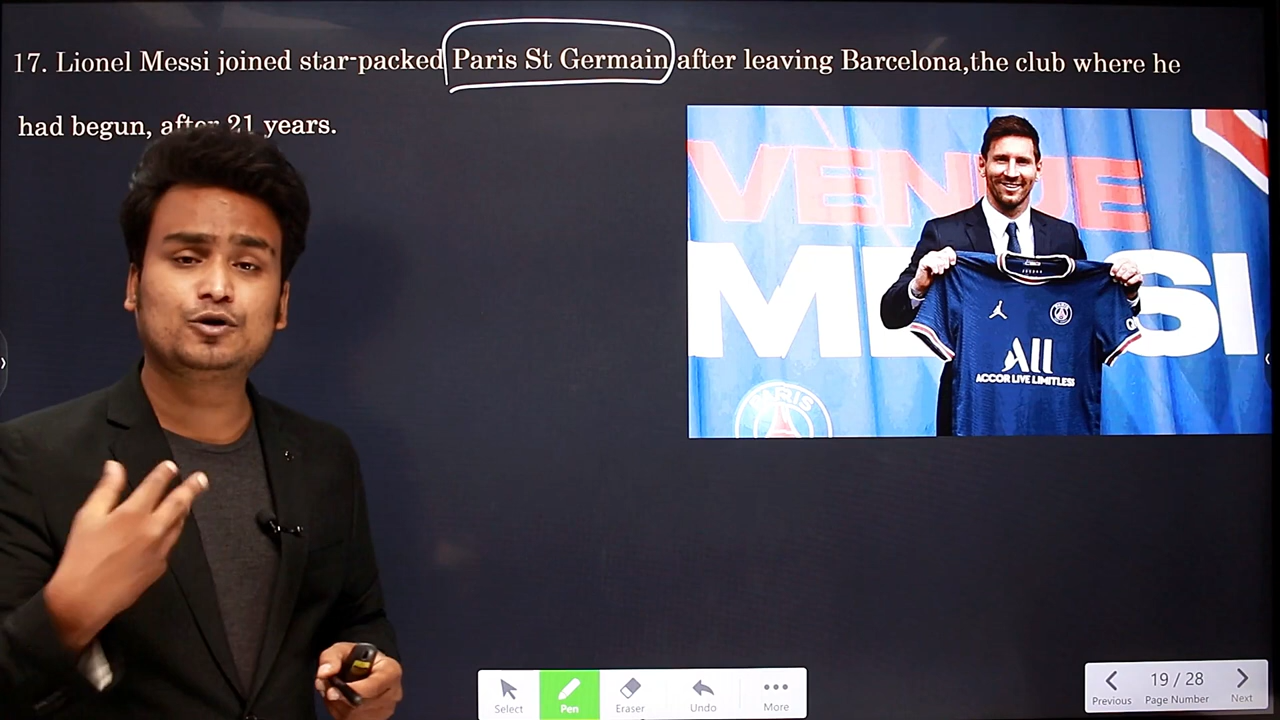 17. Lionel Messi joined star-packed Paris St Germain after leaving Barcelona,the club where he
had begun, after 21 years.
VENUE
MESSI
All
ACCOR LIVE LIMITLESS
PARIS
Select
Pen
Eraser
Undo
More
Previous
19 / 28
Page Number
Next